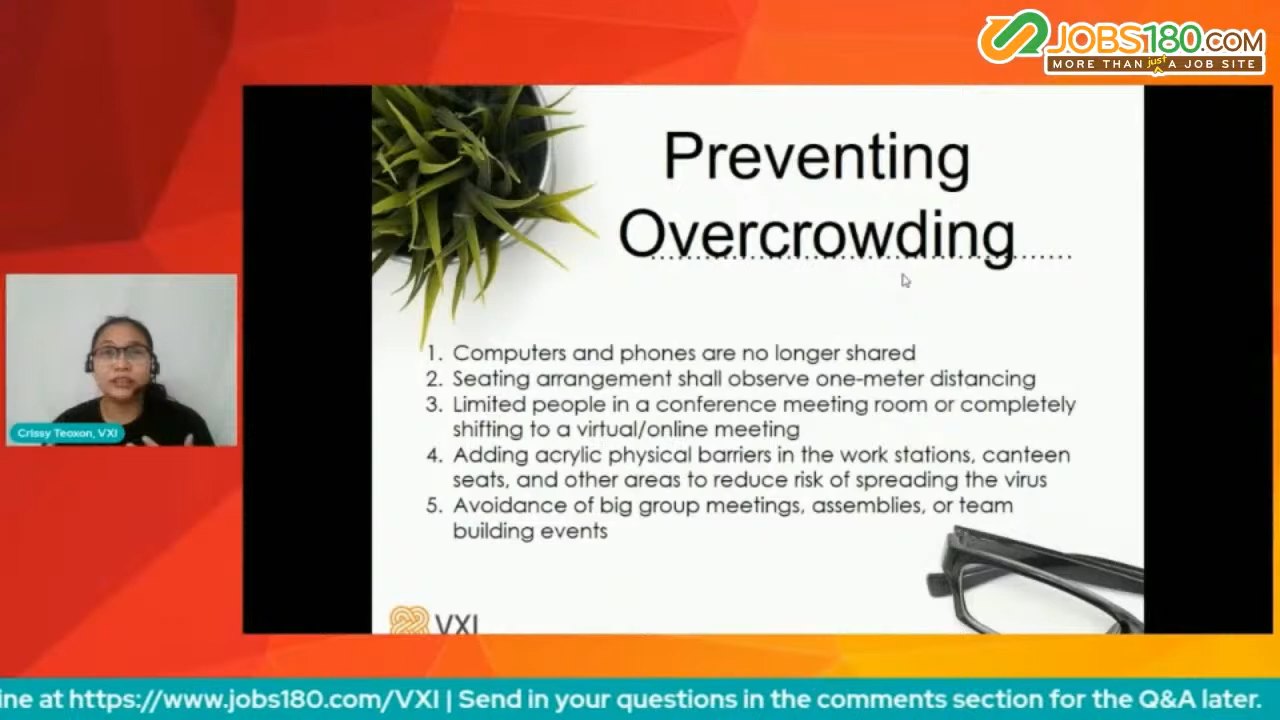 JOBS180.COM
MORE THAN just A JOB SITE
Preventing
Overcrowding
1. Computers and phones are no longer shared
2. Seating arrangement shall observe one-meter distancing
3. Limited people in a conference meeting room or completely
shifting to a virtual/online meeting
4. Adding acrylic physical barriers in the work stations, canteen
seats, and other areas to reduce risk of spreading the virus
5. Avoidance of big group meetings, assemblies, or team
building events
Crissy Teoxon, VXI
VXI
ine at https://www.jobs180.com/VXI | Send in your questions in the comments section for the Q&A later.